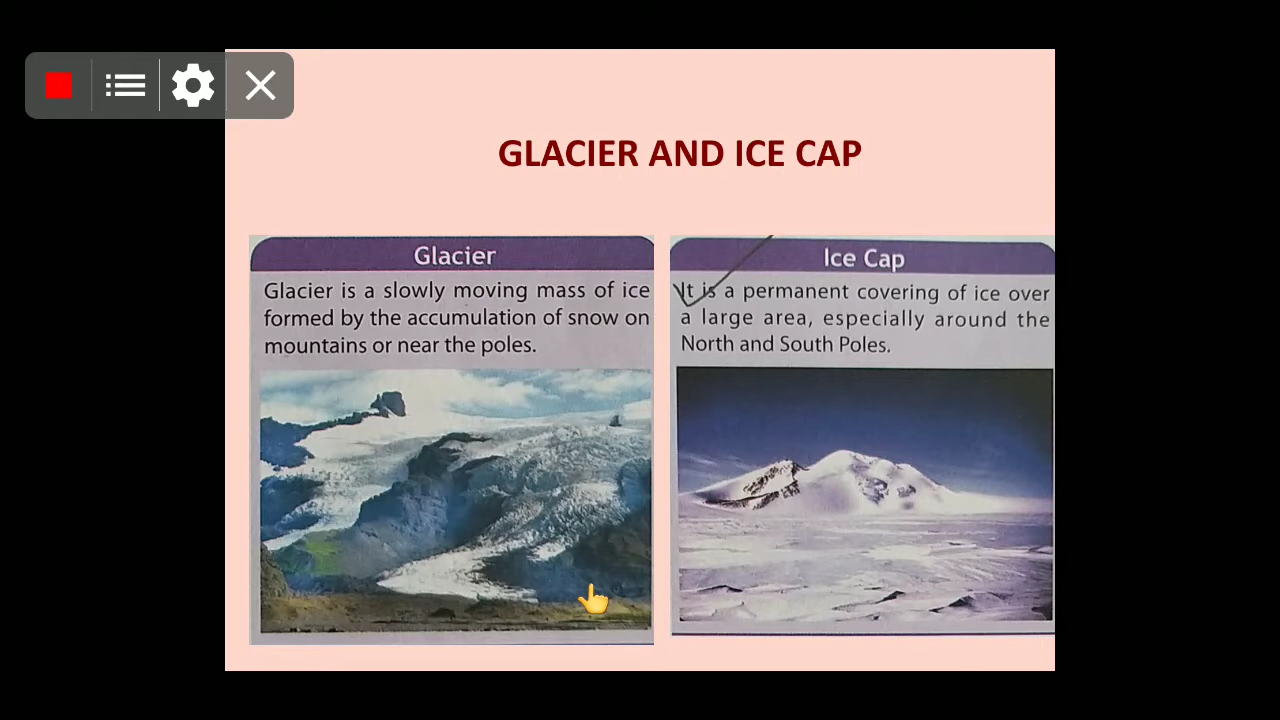 GLACIER AND ICE CAP
Glacier
Glacier is a slowly moving mass of ice
formed by the accumulation of snow on
mountains or near the poles.
Ice Cap
It is a permanent covering of ice over
a large area, especially around the
North and South Poles.